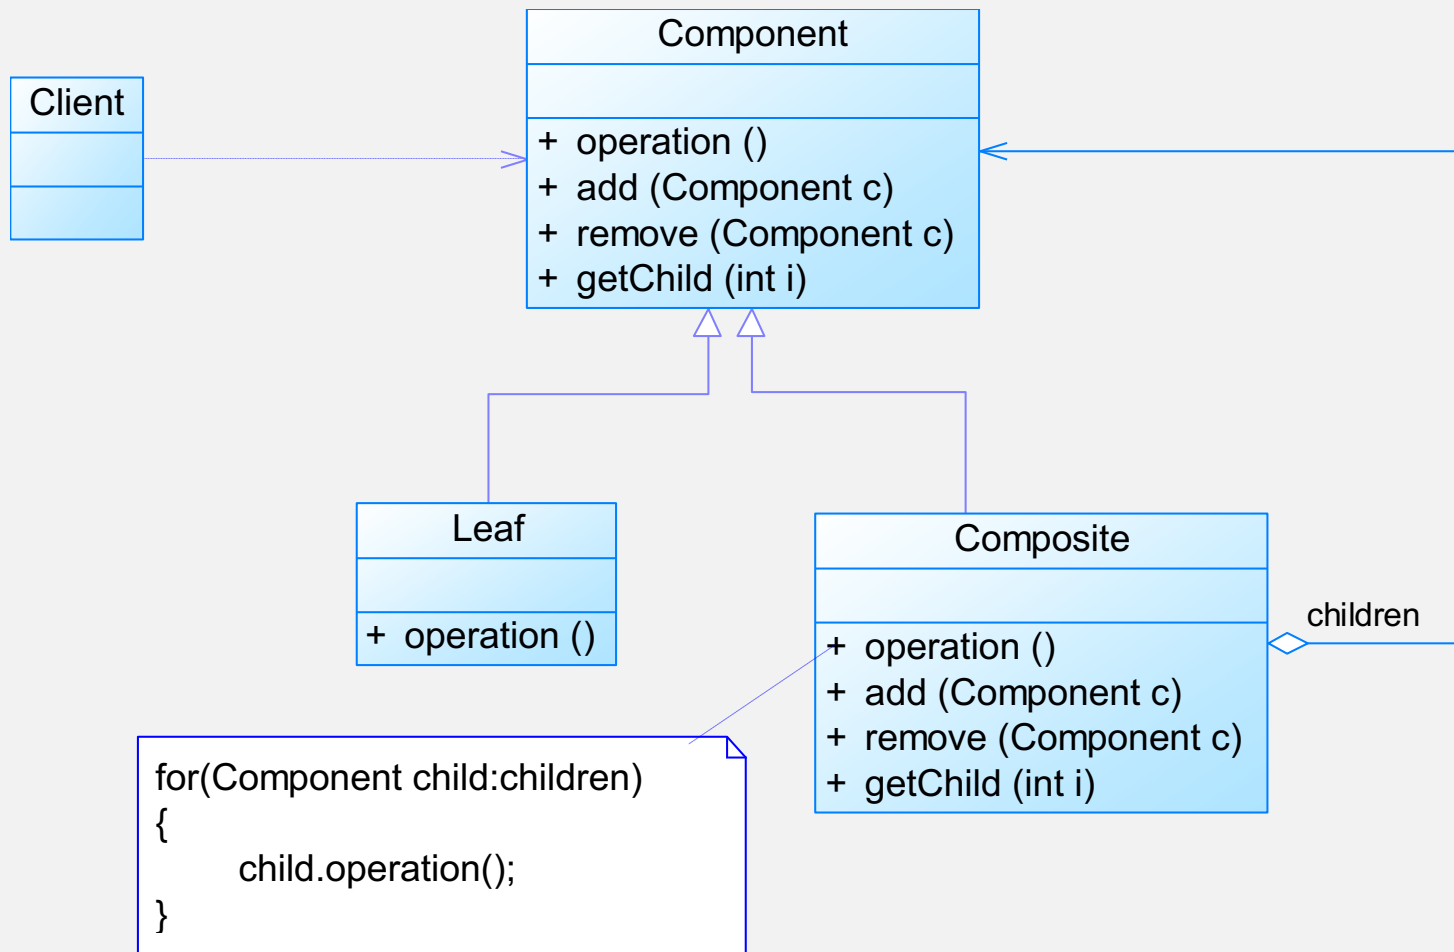 Component
Client
+ operation ()
+ add (Component c)
+ remove (Component c)
+ getChild (int i)
Leaf
+ operation ()
Composite
+ operation ()
+ add (Component c)
+ remove (Component c)
+ getChild (int i)
children
for(Component child:children)
{
child.operation();
}